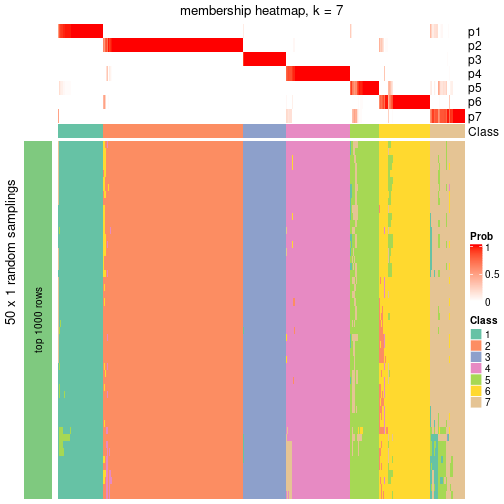 membership heatmap, k = 7
p1
p2
p3
p4
p5
p6
p7
Class
50 x 1 random samplings
top 1000 rows
Prob
1
0.5
0
Class
1
2
3
4
5
6
7